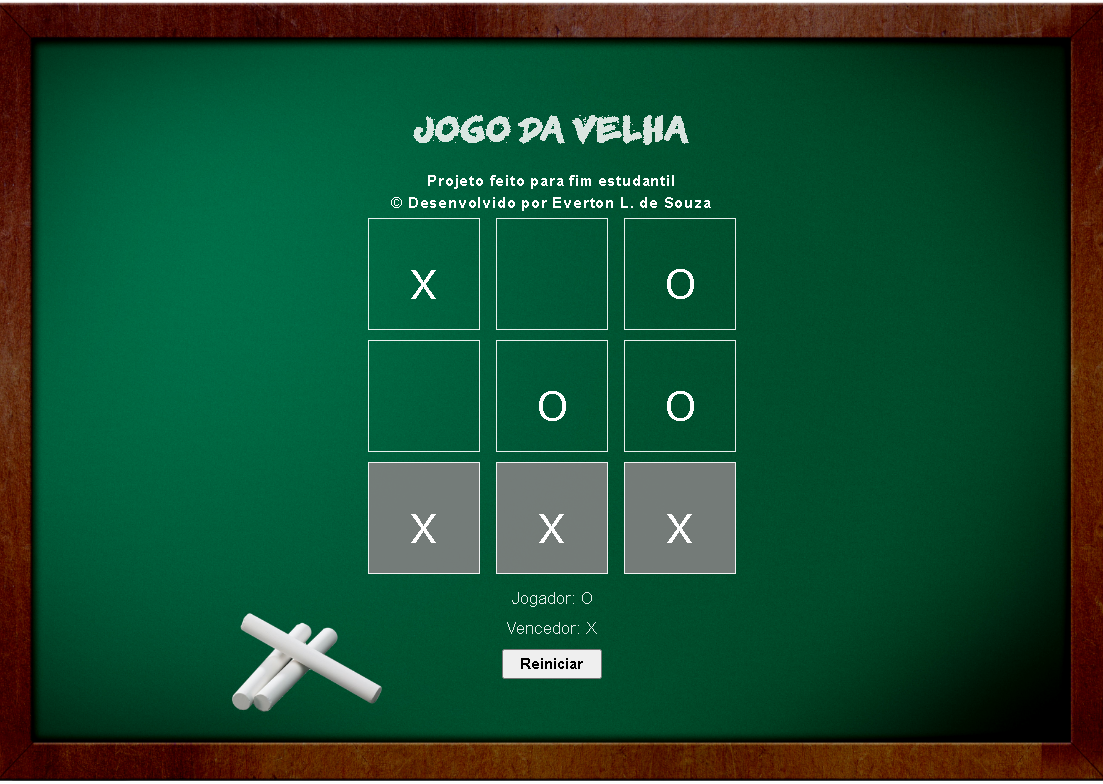 JOGO DA VELHA
Projeto feito para fim estudantil
© Desenvolvido por Everton L. de Souza
X O
O O
X X X
Jogador: O
Vencedor: X
Reiniciar